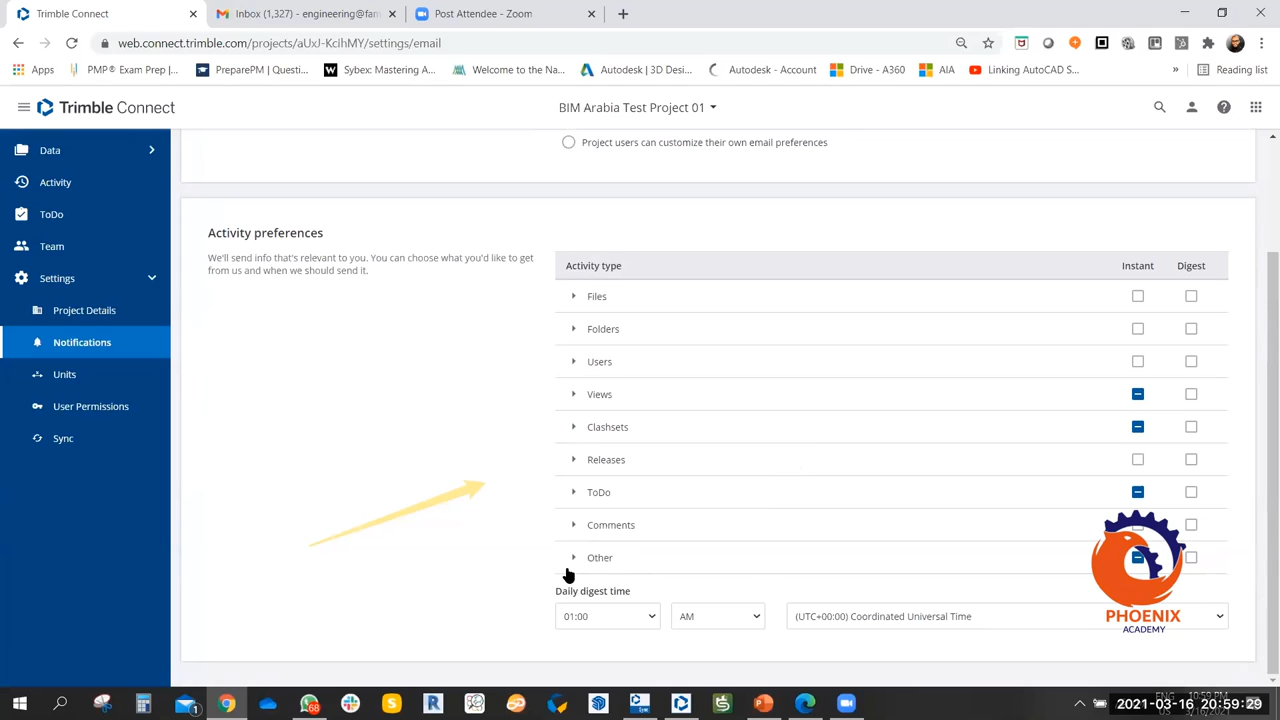 Trimble Connect
Inbox (1,327) - engineering@fam
Post Attendee - Zoom
web.connect.trimble.com/projects/aUxJ-KcihMY/settings/email
Apps
PMP® Exam Prep |...
PreparePM | Questi...
Sybex: Mastering A...
Welcome to the Na...
Autodesk | 3D Desi...
Autodesk - Account
Drive - A360
AIA
Linking AutoCAD S...
»
Reading list
Trimble Connect
BIM Arabia Test Project 01
Data
Activity
ToDo
Team
Settings
Project Details
Notifications
Units
User Permissions
Sync
Project users can customize their own email preferences
Activity preferences
We'll send info that's relevant to you. You can choose what you'd like to get
from us and when we should send it.
Activity type Instant Digest
Files
Folders
Users
Views
Clashsets
Releases
ToDo
Comments
Other
Daily digest time
01:00 AM (UTC+00:00) Coordinated Universal Time
PHOENIX
ACADEMY
68
1
ENG
10:59 PM
2021-03-16 20:59:29